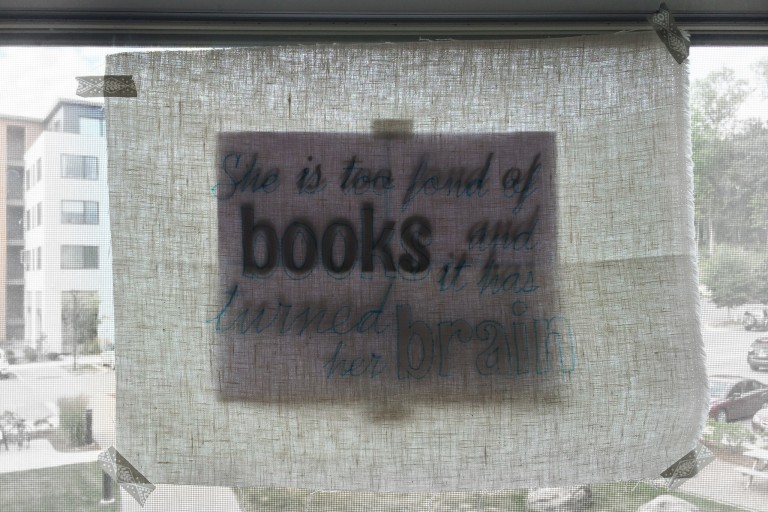 She is too fond of
books and
it has
turned
her brain